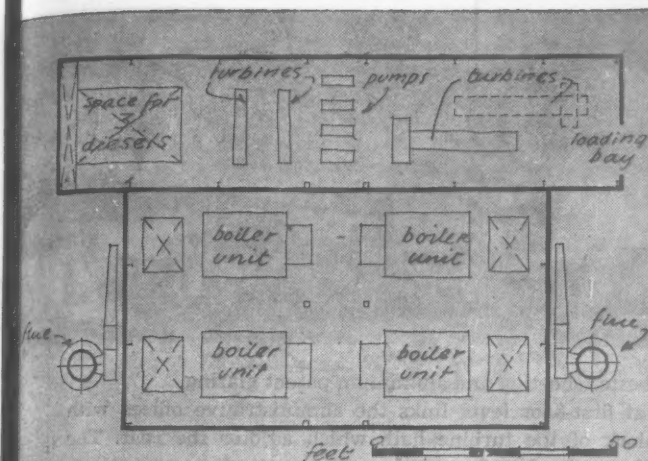 turbines
pumps
turbines
space for
3
diesels
loading
bay
boiler
unit
boiler
unit
flue
flue
boiler
unit
boiler
unit
feet 0 50